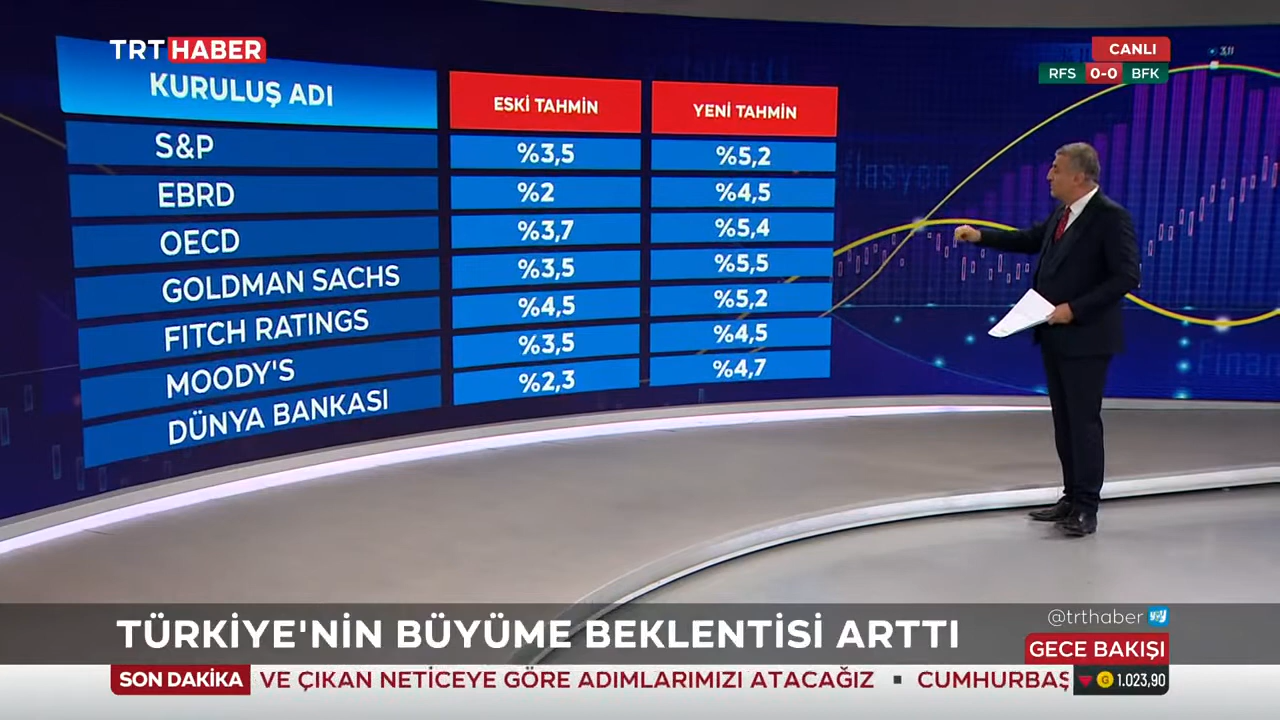 TRT HABER
CANLI
RFS 0-0 BFK
KURULUŞ ADI ESKİ TAHMİN YENİ TAHMİN
S&P %3,5 %5,2
EBRD %2 %4,5
OECD %3,7 %5,4
GOLDMAN SACHS %3,5 %5,5
FITCH RATINGS %4,5 %5,2
MOODY'S %3,5 %4,5
DÜNYA BANKASI %2,3 %4,7
TÜRKİYE'NİN BÜYÜME BEKLENTİSİ ARTTI
@trthaber
GECE BAKIŞI
SON DAKİKA VE ÇIKAN NETİCEYE GÖRE ADIMLARIMIZI ATACAĞIZ ▪ CUMHURBAŞ
G 1.023,90